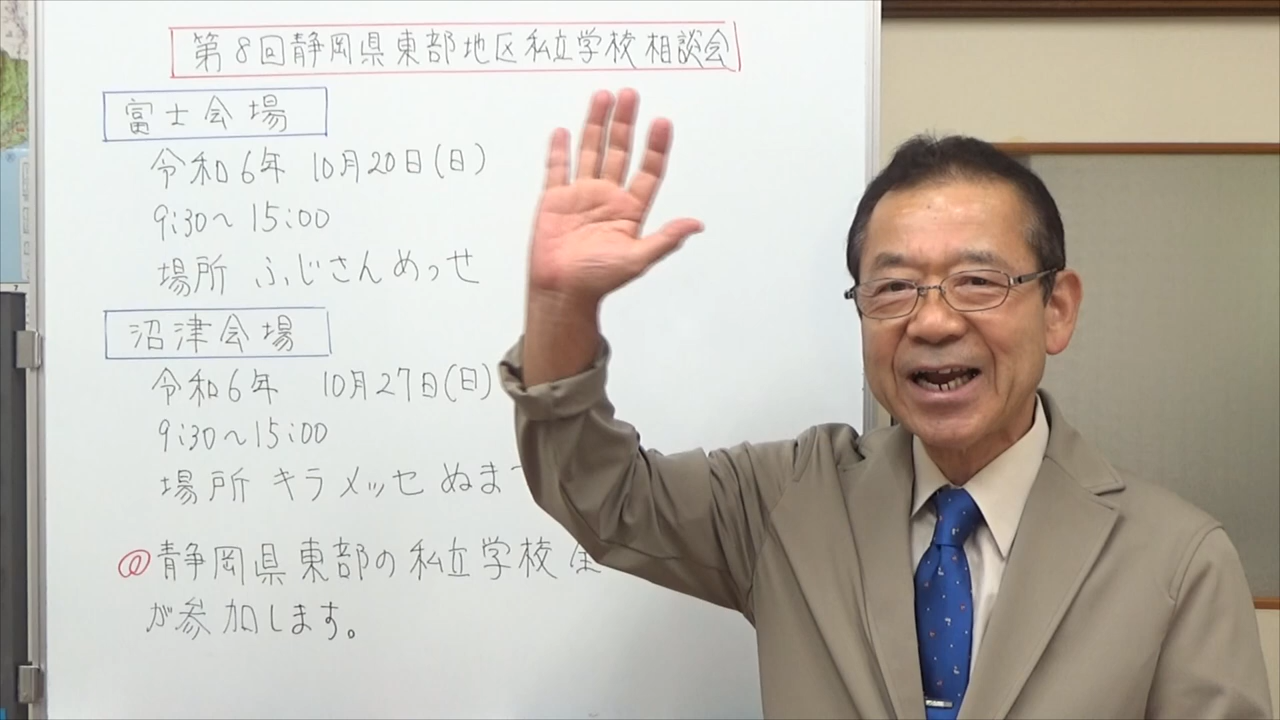 第8回静岡県東部地区私立学校相談会
富士会場
令和6年 10月20日(日)
9:30～15:00
場所 ふじさんめっせ
沼津会場
令和6年 10月27日(日)
9:30～15:00
場所 キラメッセ ぬま
@静岡県東部の私立学校
が参加します。